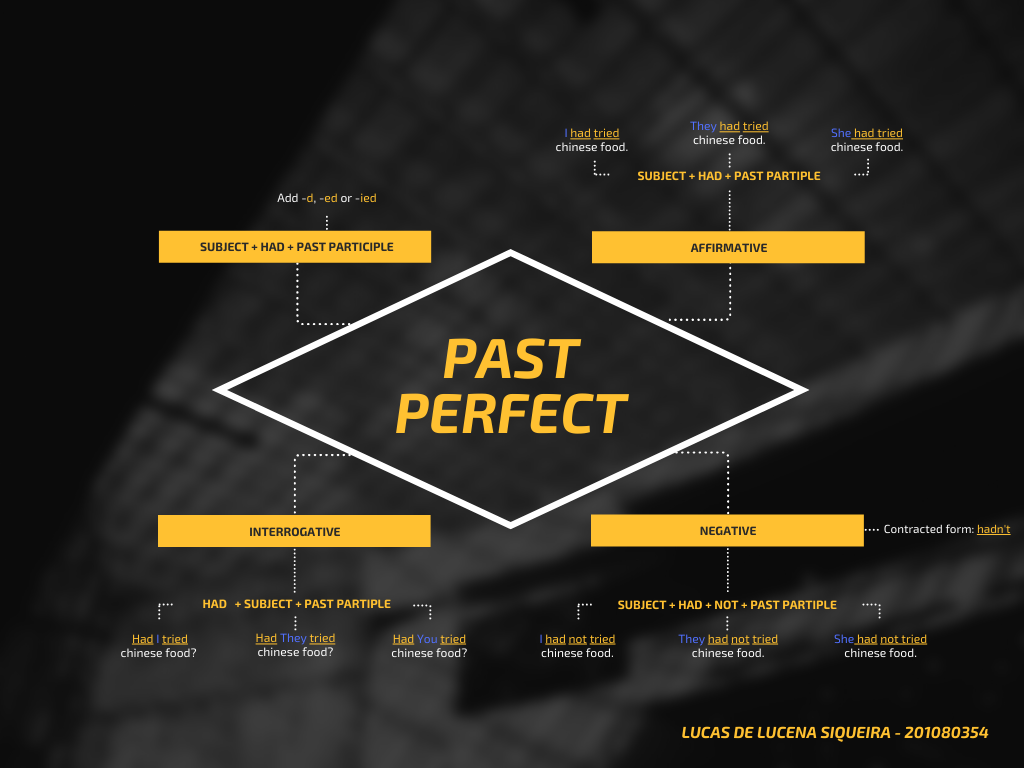 I had tried
chinese food.
They had tried
chinese food.
She had tried
chinese food.
SUBJECT + HAD + PAST PARTIPLE
Add -d, -ed or -ied
SUBJECT + HAD + PAST PARTICIPLE
AFFIRMATIVE
PAST
PERFECT
INTERROGATIVE
NEGATIVE
Contracted form: hadn't
HAD + SUBJECT + PAST PARTIPLE
SUBJECT + HAD + NOT + PAST PARTIPLE
Had I tried
chinese food?
Had They tried
chinese food?
Had You tried
chinese food?
I had not tried
chinese food.
They had not tried
chinese food.
She had not tried
chinese food.
LUCAS DE LUCENA SIQUEIRA - 201080354